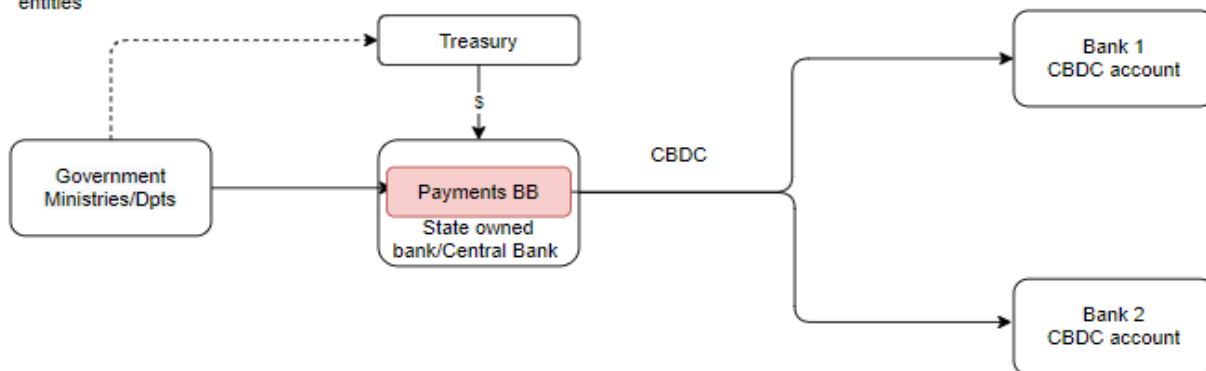 entities
Treasury
$
Government
Ministries/Dpts
Payments BB
State owned
bank/Central Bank
CBDC
Bank 1
CBDC account
Bank 2
CBDC account